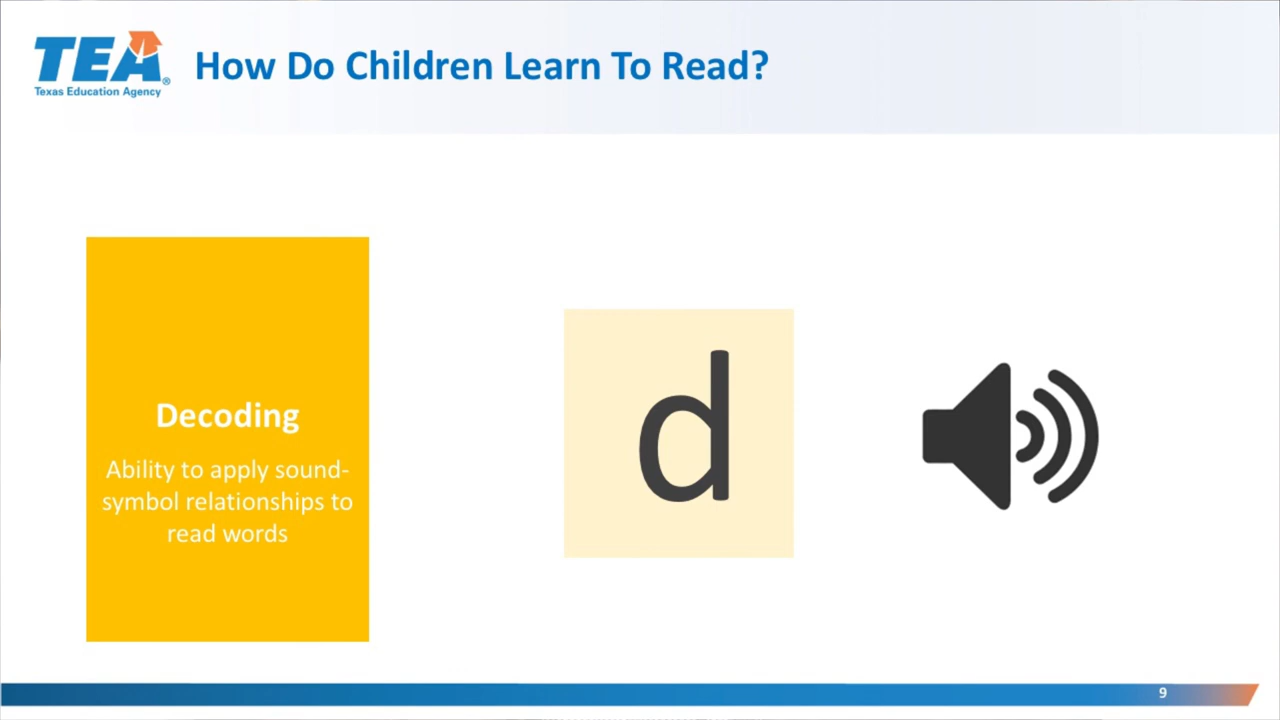 TEA®
Texas Education Agency
How Do Children Learn To Read?
Decoding
Ability to apply sound-
symbol relationships to
read words
d
9